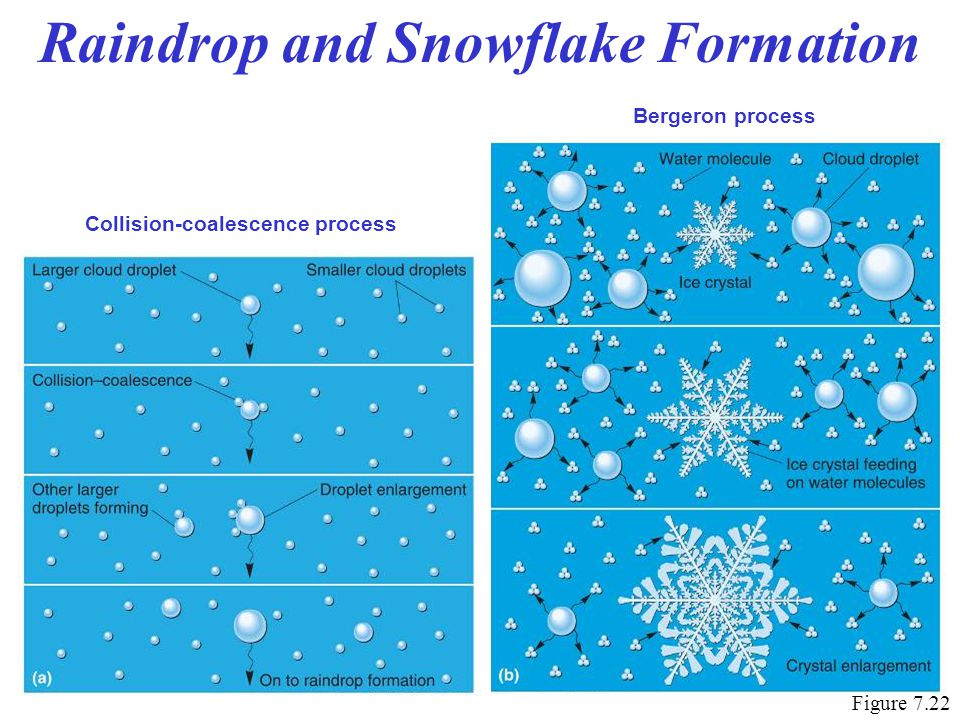 Raindrop and Snowflake Formation
Bergeron process
Collision-coalescence process
Larger cloud droplet
Smaller cloud droplets
Collision–coalescence
Other larger
droplets forming
Droplet enlargement
(a)
On to raindrop formation
Water molecule
Cloud droplet
Ice crystal
Ice crystal feeding
on water molecules
(b)
Crystal enlargement
Figure 7.22